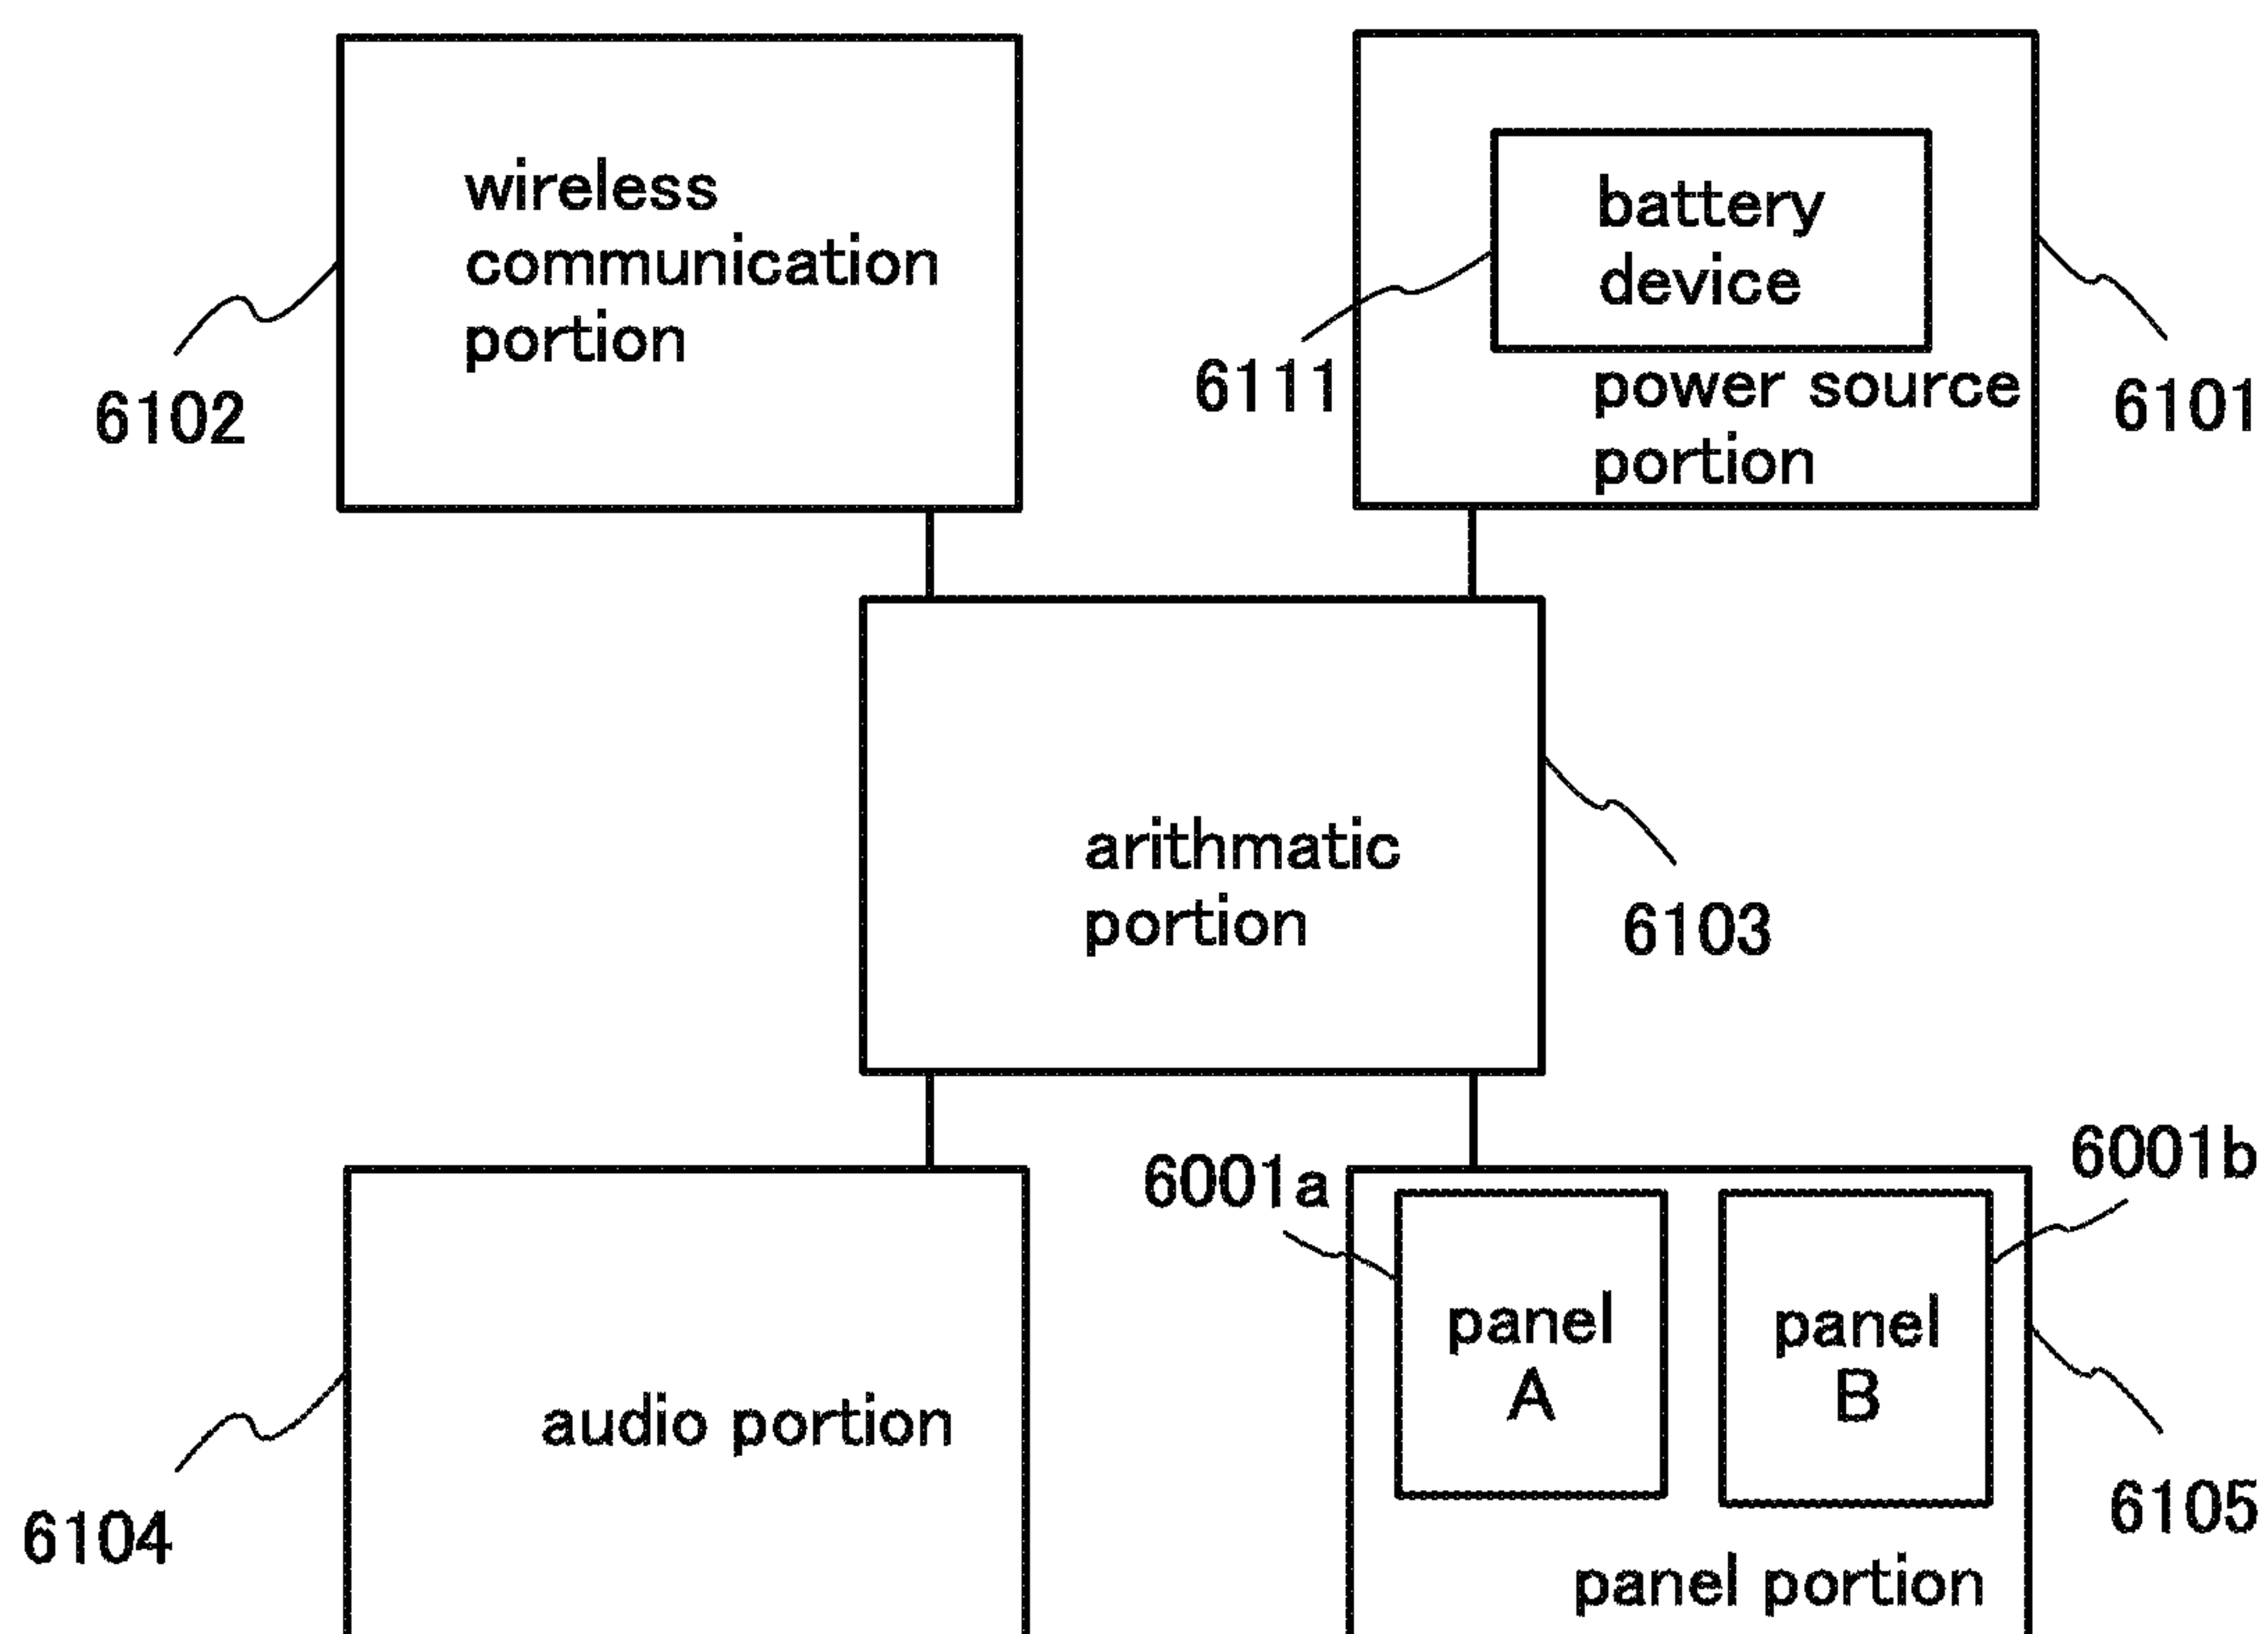 wireless
communication
portion
6102
battery
device
6111
power source
portion
6101
arithmatic
portion
6103
audio portion
6104
6001a
6001b
panel
A
panel
B
6105
panel portion